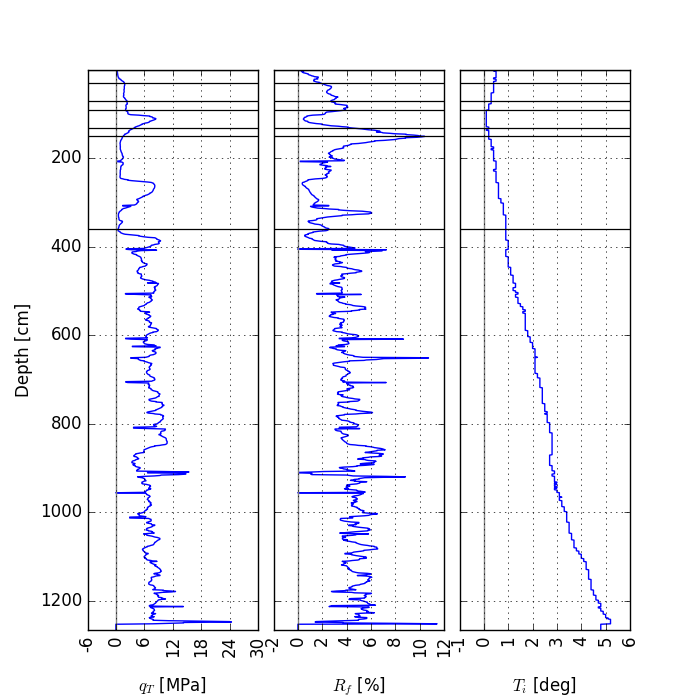 Depth [cm]
200
400
600
800
1000
1200
-6 0 6 12 18 24 30
-2 0 2 4 6 8 10 12
-1 0 1 2 3 4 5 6
q_T [MPa]
R_f [%]
T_i [deg]